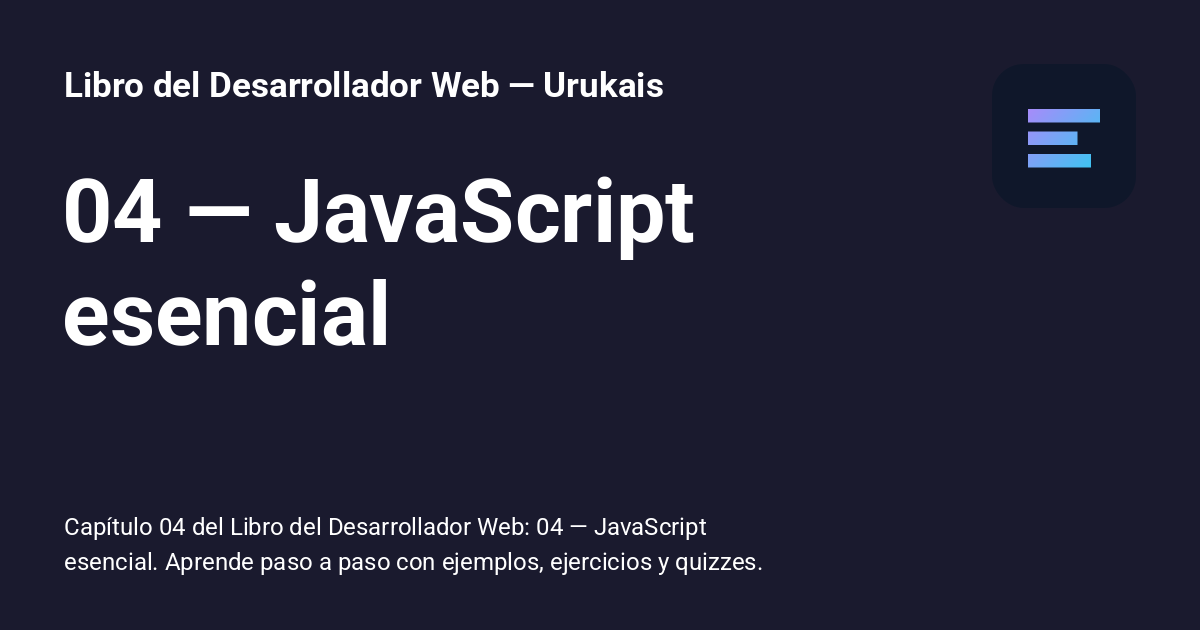 Libro del Desarrollador Web — Urukais
04 — JavaScript
esencial
Capítulo 04 del Libro del Desarrollador Web: 04 — JavaScript
esencial. Aprende paso a paso con ejemplos, ejercicios y quizzes.